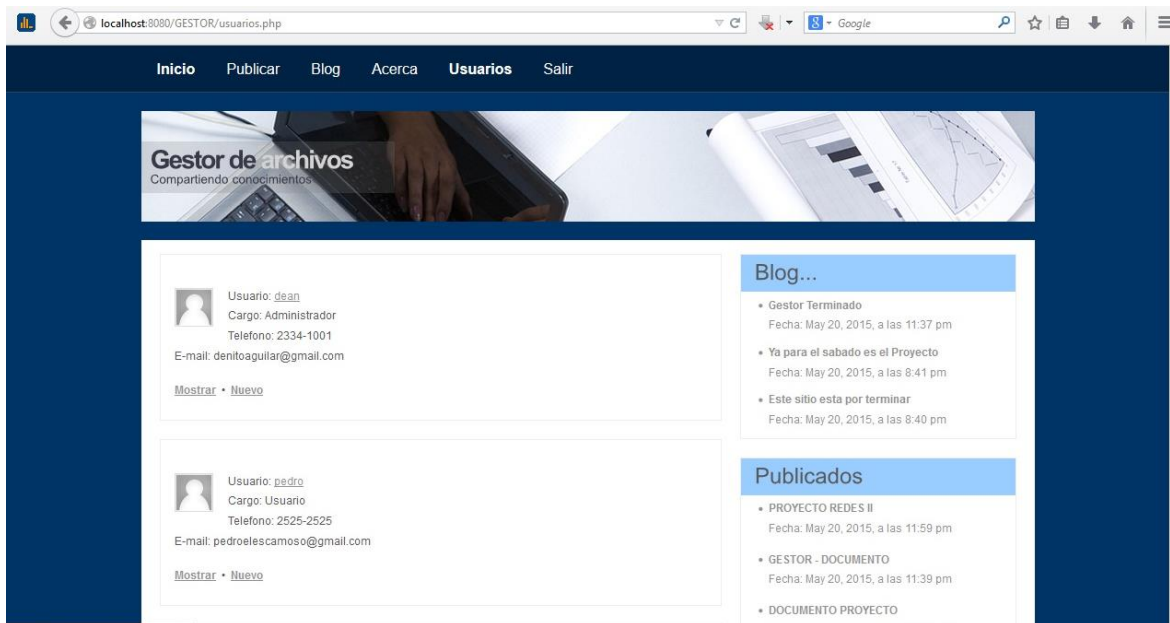 localhost:8080/GESTOR/usuarios.php
Google
Inicio Publicar Blog Acerca Usuarios Salir
Gestor de archivos
Compartiendo conocimientos
Usuario: dean
Cargo: Administrador
Telefono: 2334-1001
E-mail: denitoaguilar@gmail.com
Mostrar • Nuevo
Usuario: pedro
Cargo: Usuario
Telefono: 2525-2525
E-mail: pedroelescamoso@gmail.com
Mostrar • Nuevo
Blog...
• Gestor Terminado
Fecha: May 20, 2015, a las 11:37 pm
• Ya para el sabado es el Proyecto
Fecha: May 20, 2015, a las 8:41 pm
• Este sitio esta por terminar
Fecha: May 20, 2015, a las 8:40 pm
Publicados
• PROYECTO REDES II
Fecha: May 20, 2015, a las 11:59 pm
• GESTOR - DOCUMENTO
Fecha: May 20, 2015, a las 11:39 pm
• DOCUMENTO PROYECTO